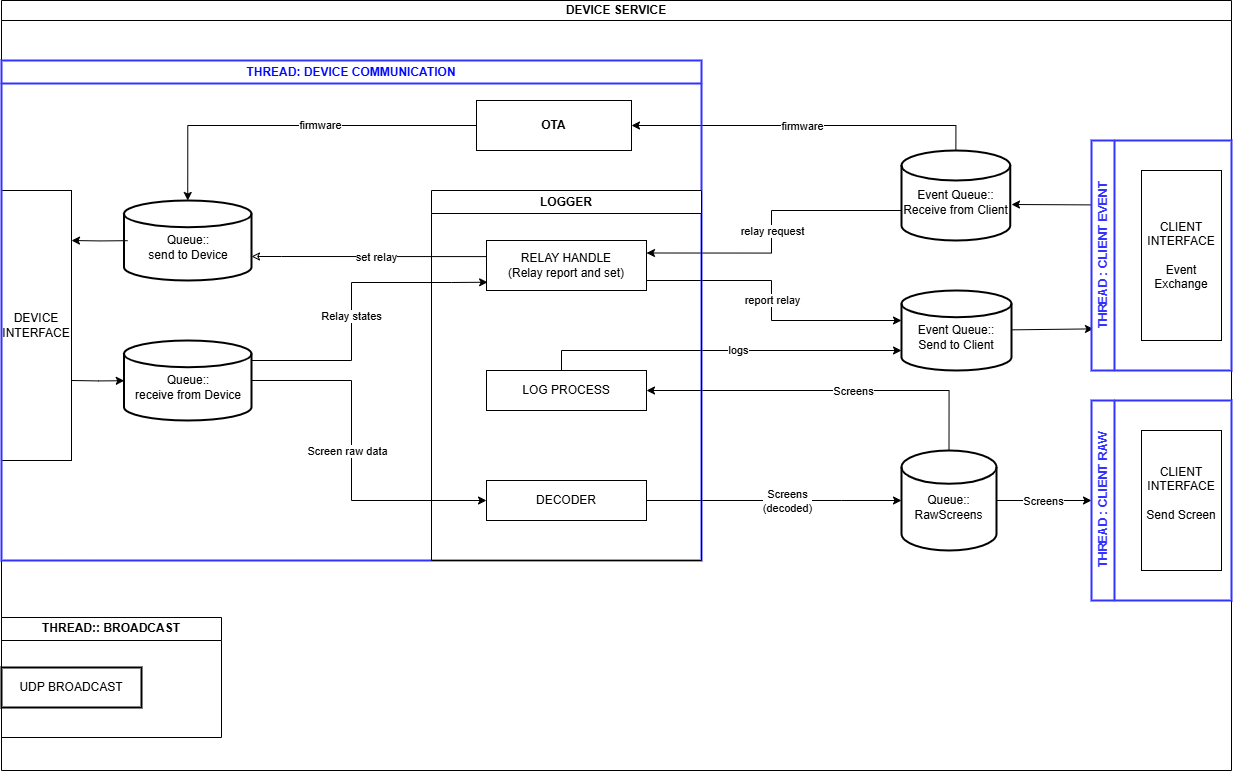 DEVICE SERVICE
THREAD: DEVICE COMMUNICATION
firmware
OTA
firmware
Event Queue::
Receive from Client
THREAD : CLIENT EVENT
CLIENT
INTERFACE
Event
Exchange
LOGGER
Queue::
send to Device
set relay
RELAY HANDLE
(Relay report and set)
relay request
report relay
DEVICE
INTERFACE
Relay states
Event Queue::
Send to Client
logs
Queue::
receive from Device
LOG PROCESS
Screens
Screen raw data
DECODER
Screens
(decoded)
Queue::
RawScreens
Screens
THREAD : CLIENT RAW
CLIENT
INTERFACE
Send Screen
THREAD:: BROADCAST
UDP BROADCAST